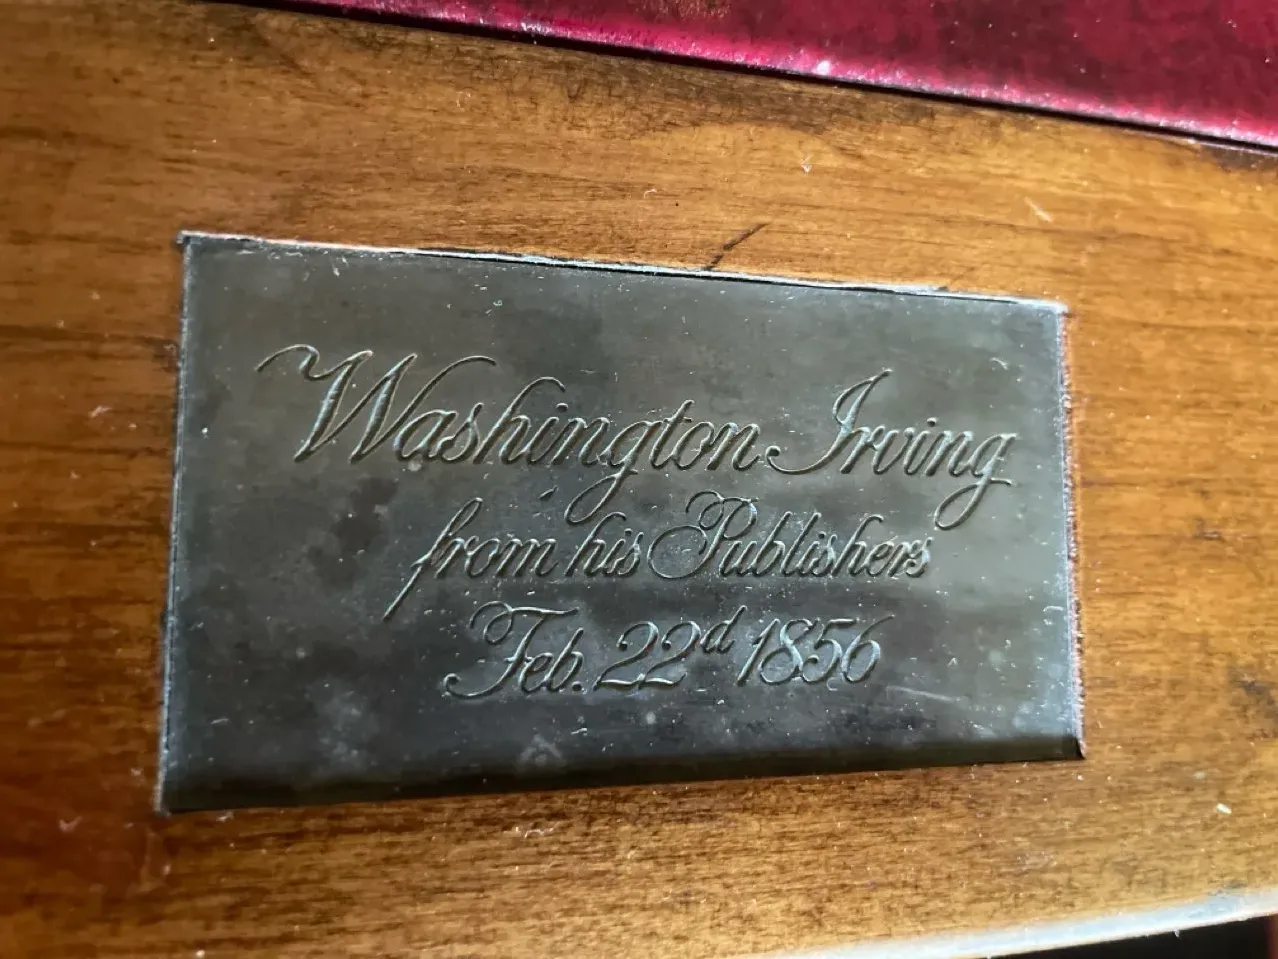 Washington Irving
from his Publishers
Feb. 22d 1856